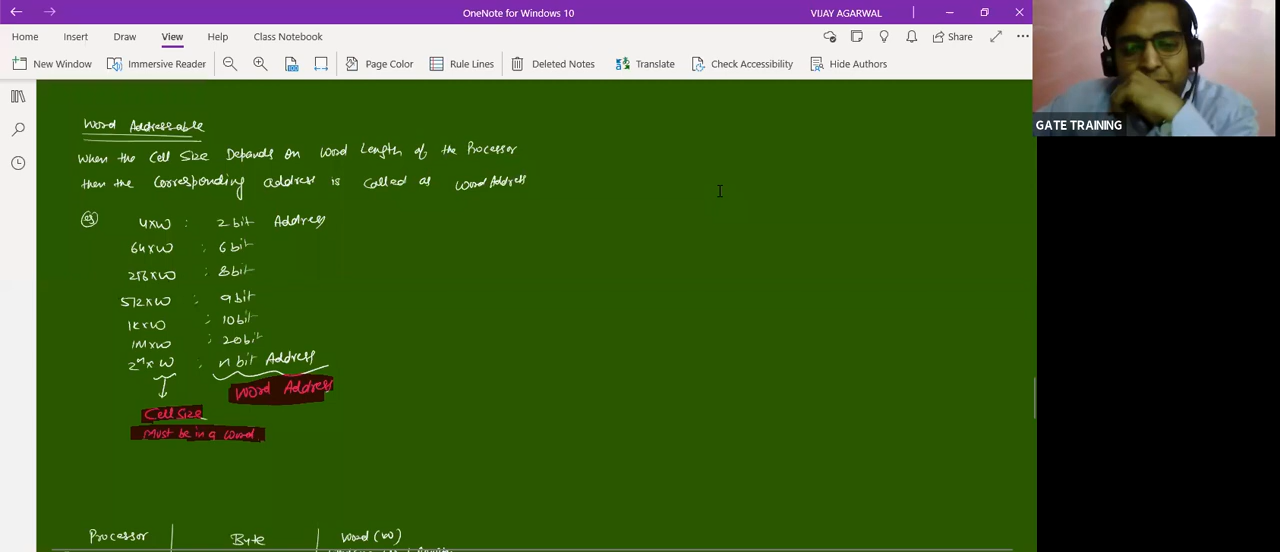 OneNote for Windows 10
VIJAY AGARWAL
Home Insert Draw View Help Class Notebook
Share
New Window Immersive Reader Page Color Rule Lines Deleted Notes Translate Check Accessibility Hide Authors
GATE TRAINING
Word Addressable
When the Cell Size Depends on Word Length of the Processor
then the Corresponding address is called as word Address
eg 4×W : 2 bit Address
64×W : 6 bit
256×W : 8 bit
512×W : 9 bit
1K×W : 10 bit
1M×W : 20 bit
2ⁿ × W : n bit Address
Word Address
Cell Size
Must be in a word.
Processor Byte Word (W)